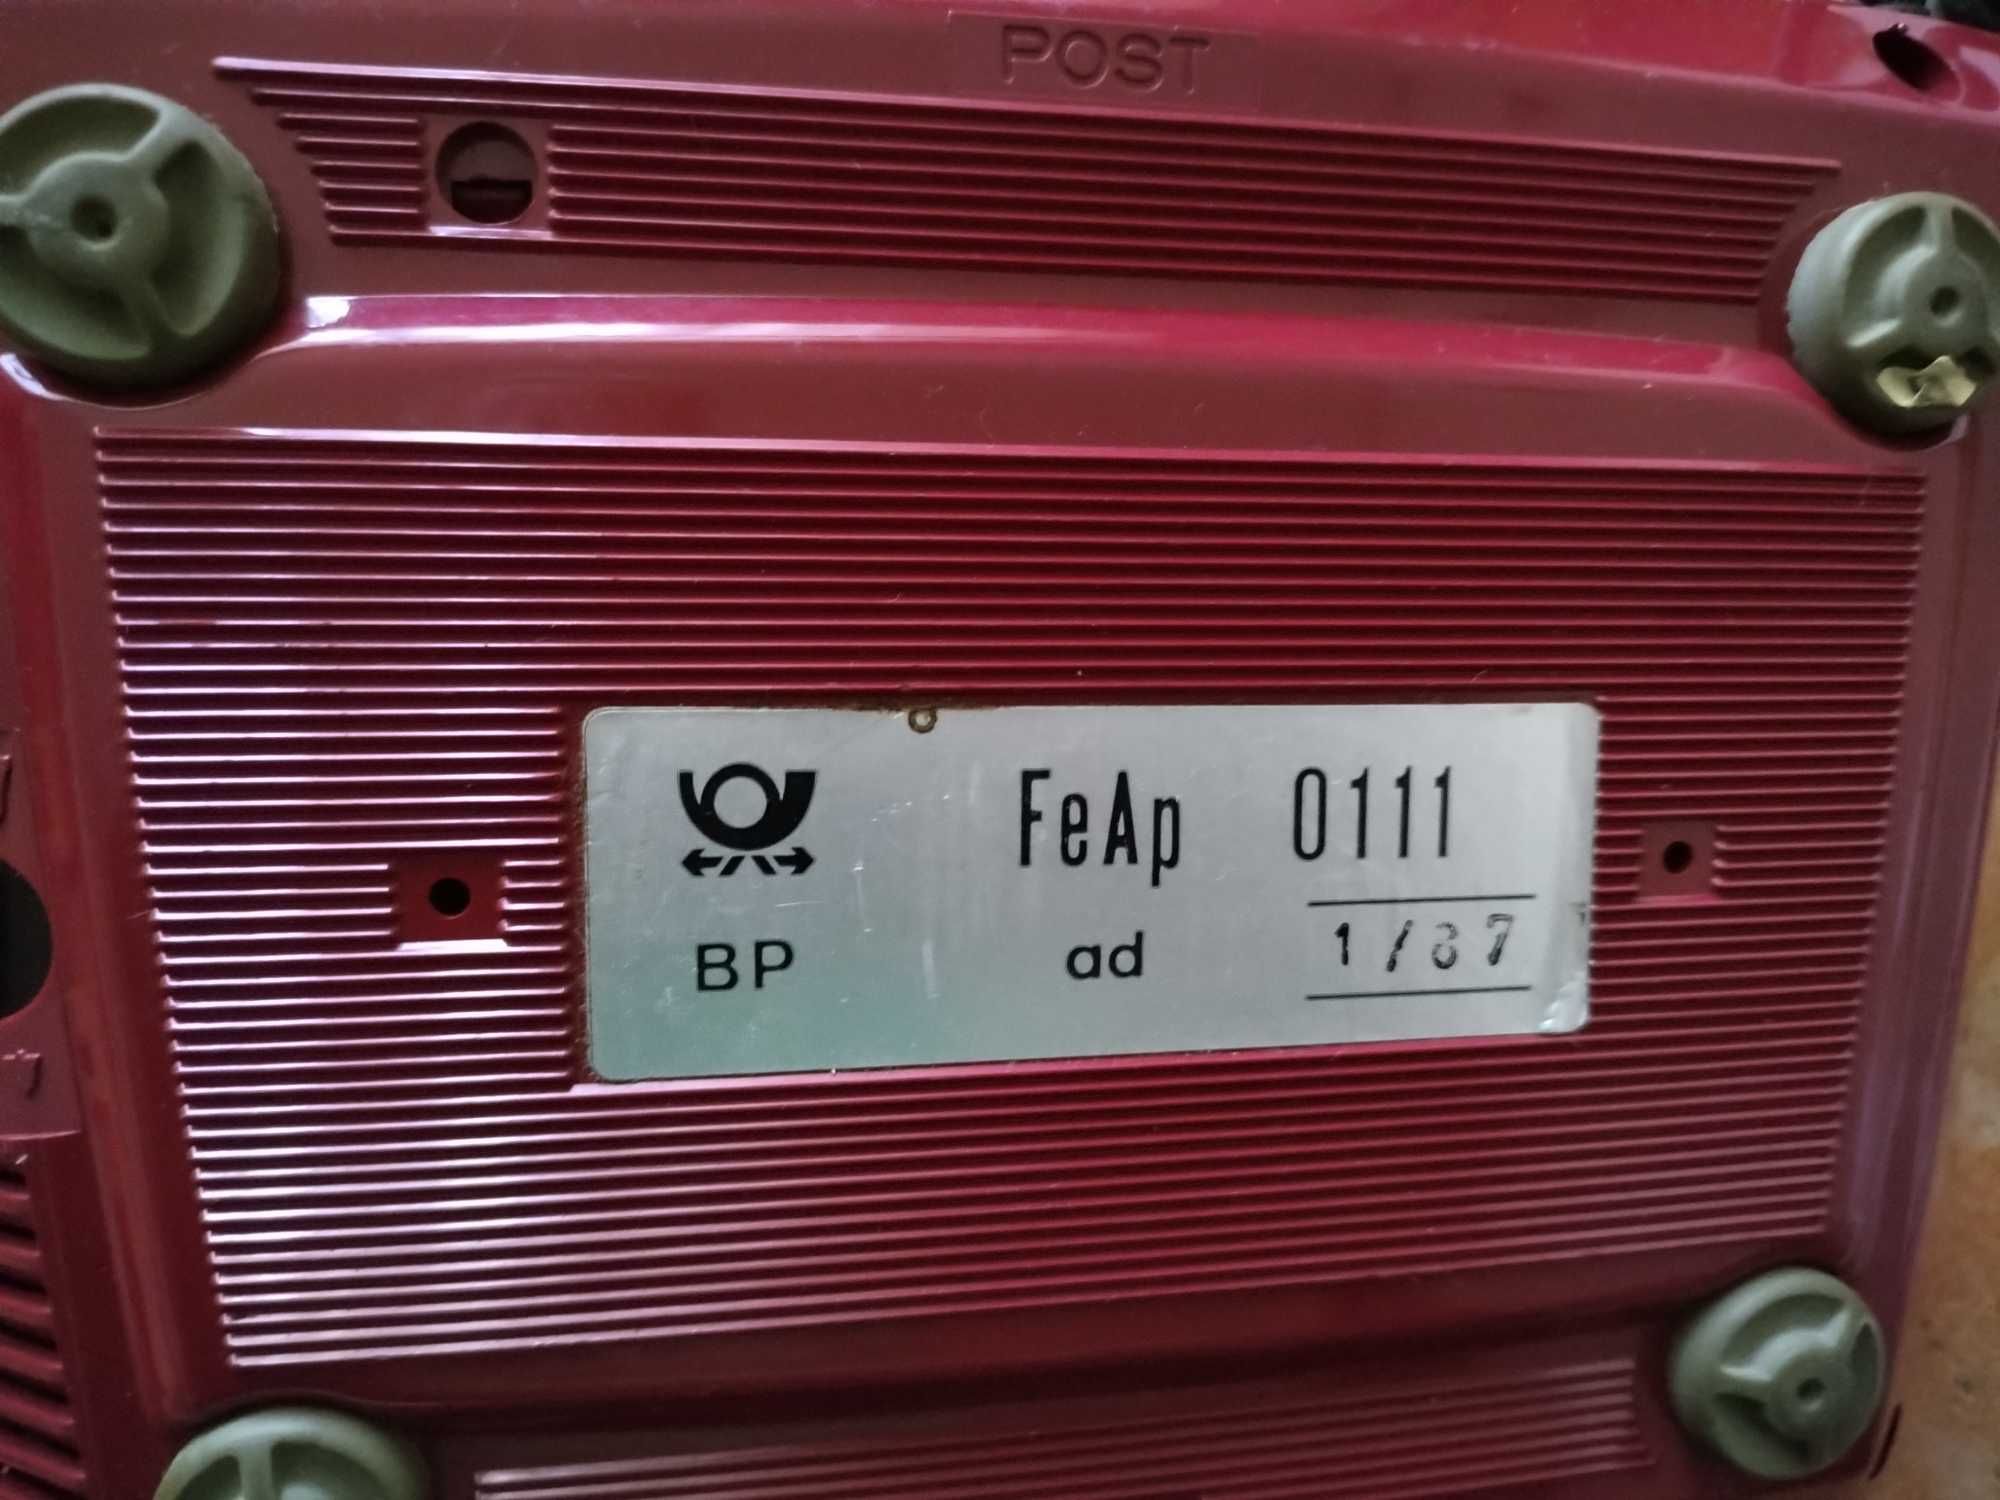 POST
FeAp 0111
BP ad 1/87